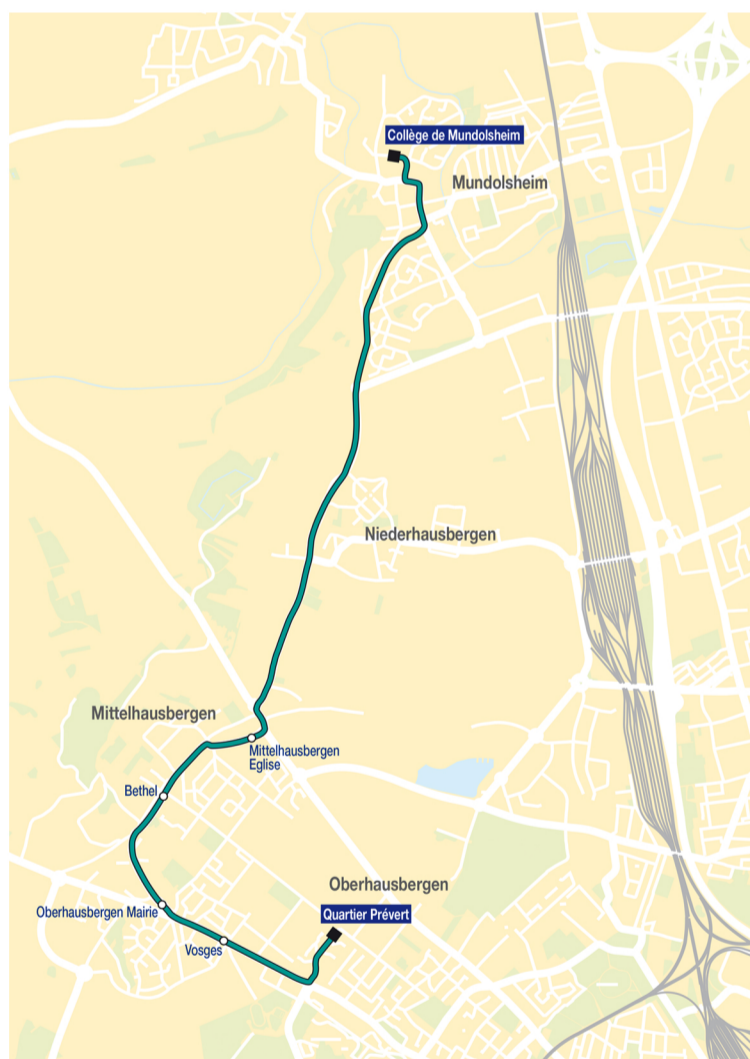 Collège de Mundolsheim
Mundolsheim
Niederhausbergen
Mittelhausbergen
Mittelhausbergen
Eglise
Bethel
Oberhausbergen
Oberhausbergen Mairie
Quartier Prévert
Vosges